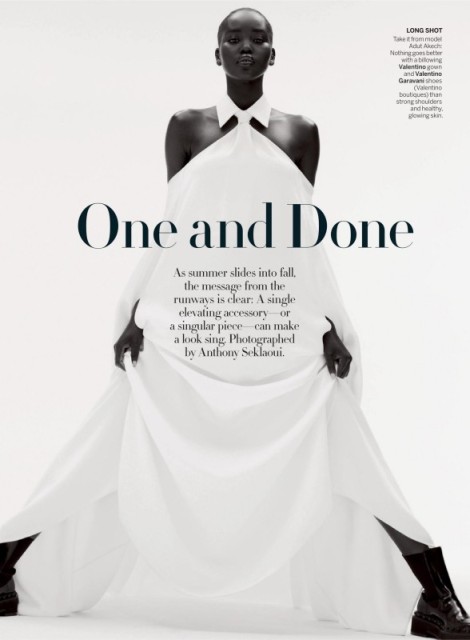 LONG SHOT
Take it from model
Adut Akech:
Nothing goes better
with a billowing
Valentino gown
and Valentino
Garavani shoes
(Valentino
boutiques) than
strong shoulders
and healthy,
glowing skin.
One and Done
As summer slides into fall,
the message from the
runways is clear: A single
elevating accessory—or
a singular piece—can make
a look sing. Photographed
by Anthony Seklaoui.